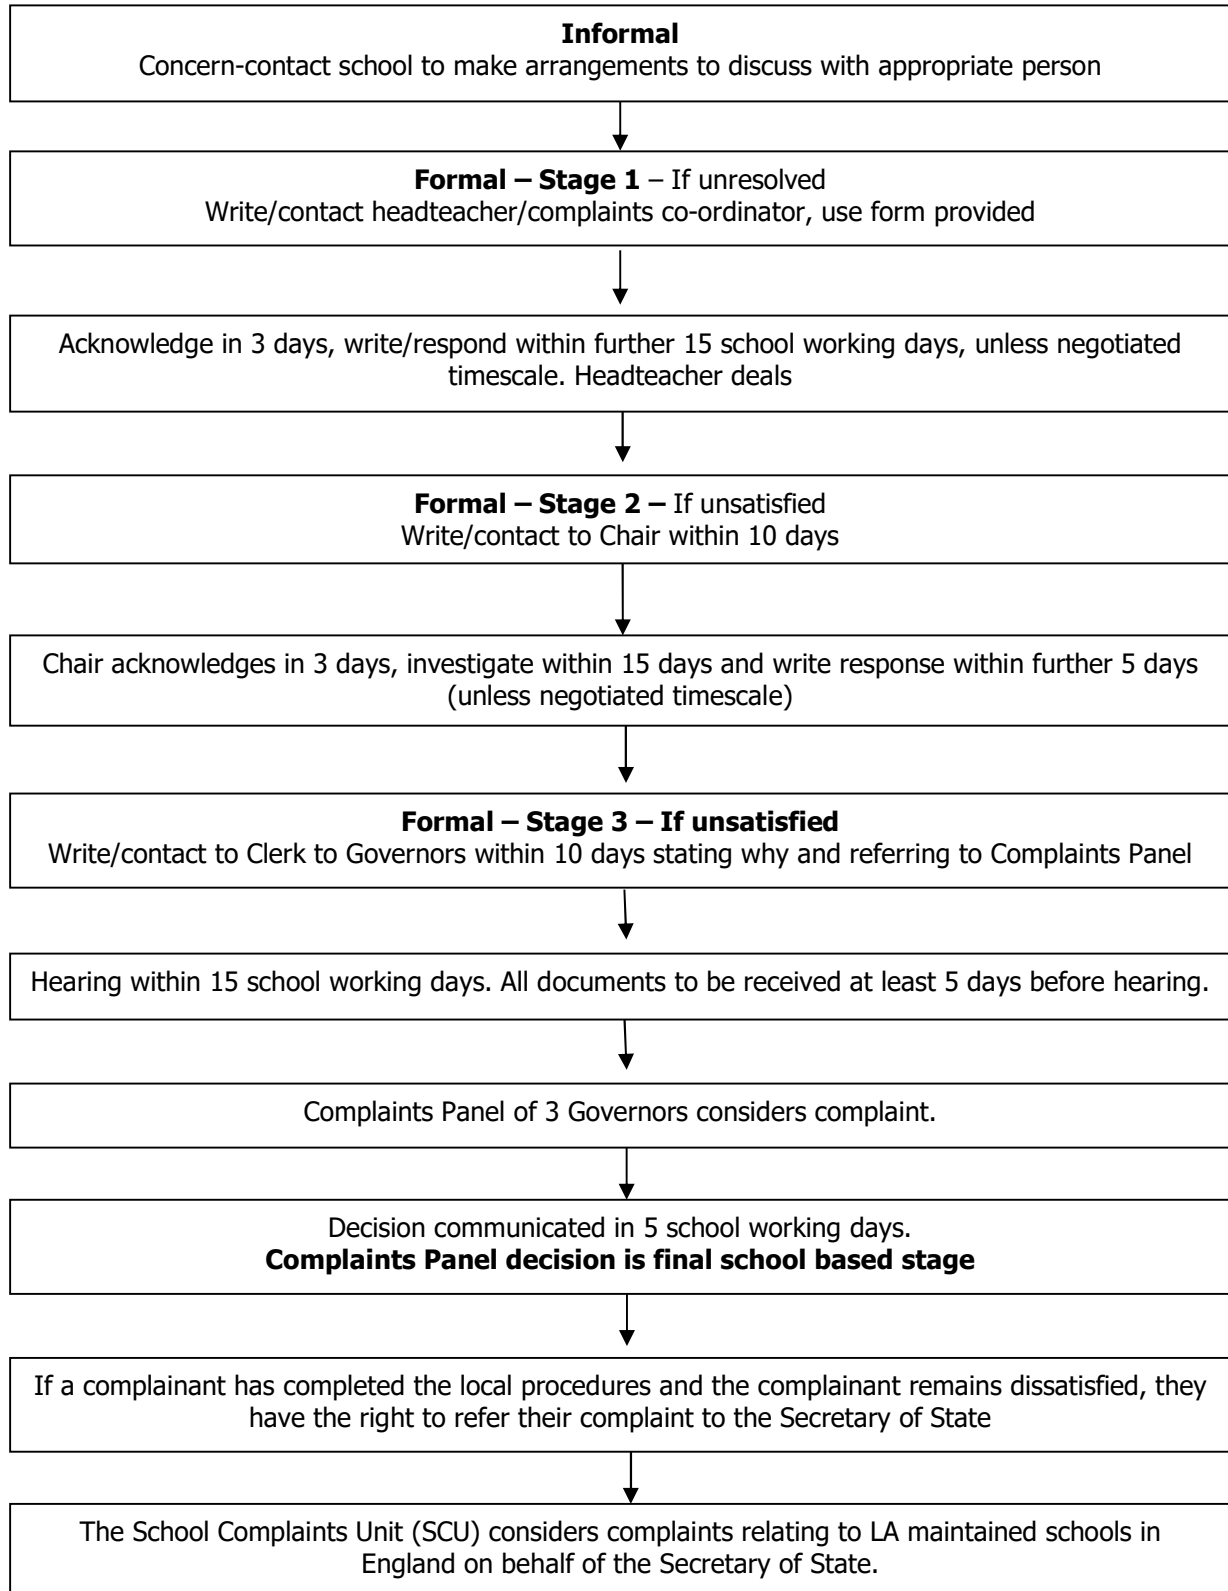 Informal
Concern-contact school to make arrangements to discuss with appropriate person
Formal – Stage 1 – If unresolved
Write/contact headteacher/complaints co-ordinator, use form provided
Acknowledge in 3 days, write/respond within further 15 school working days, unless negotiated
timescale. Headteacher deals
Formal – Stage 2 – If unsatisfied
Write/contact to Chair within 10 days
Chair acknowledges in 3 days, investigate within 15 days and write response within further 5 days
(unless negotiated timescale)
Formal – Stage 3 – If unsatisfied
Write/contact to Clerk to Governors within 10 days stating why and referring to Complaints Panel
Hearing within 15 school working days. All documents to be received at least 5 days before hearing.
Complaints Panel of 3 Governors considers complaint.
Decision communicated in 5 school working days.
Complaints Panel decision is final school based stage
If a complainant has completed the local procedures and the complainant remains dissatisfied, they
have the right to refer their complaint to the Secretary of State
The School Complaints Unit (SCU) considers complaints relating to LA maintained schools in
England on behalf of the Secretary of State.